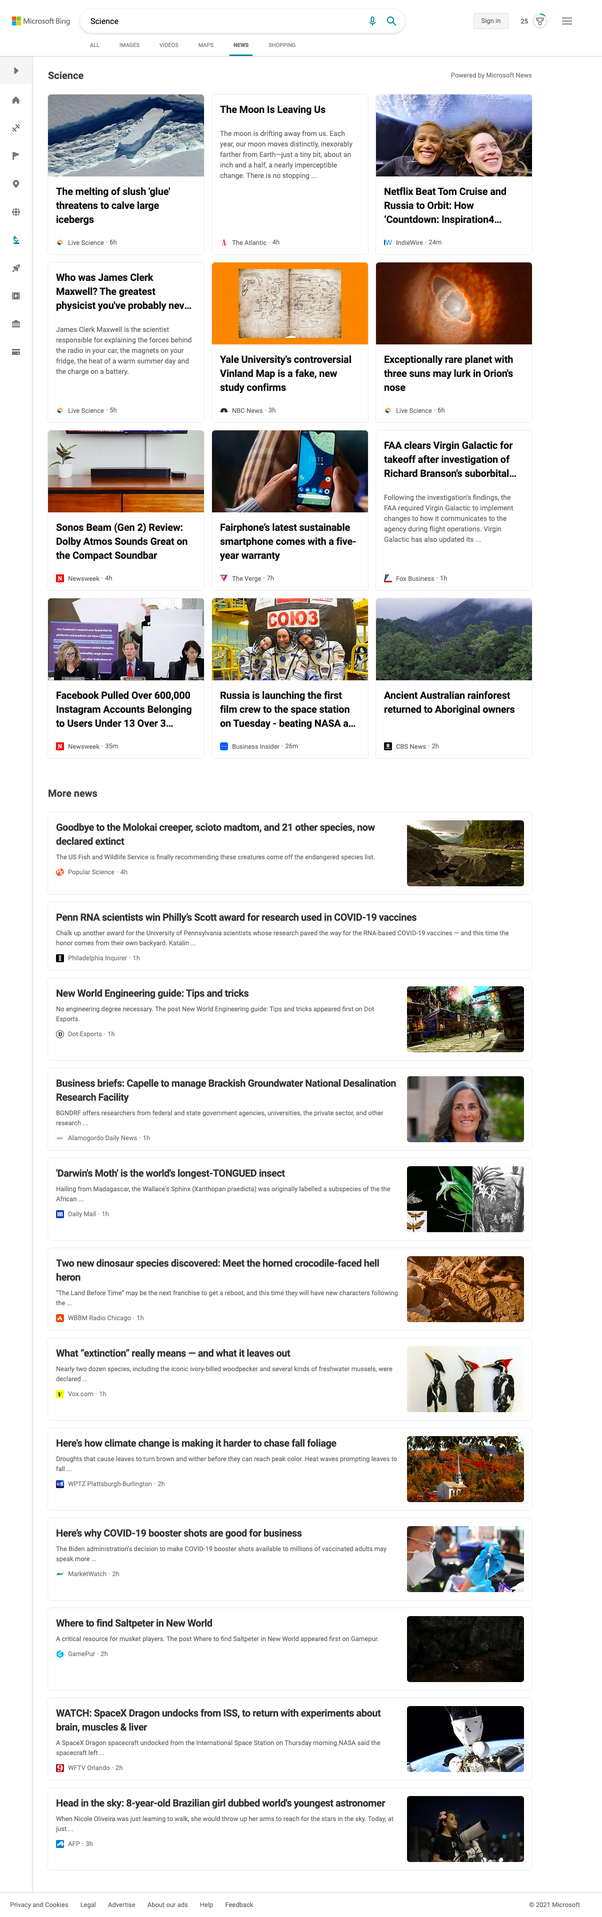 Microsoft Bing
Science
Sign in
25
ALL
IMAGES
VIDEOS
MAPS
NEWS
SHOPPING
Science
Powered by Microsoft News
The melting of slush 'glue'
threatens to calve large
icebergs
Live Science · 6h
The Moon Is Leaving Us
The moon is drifting away from us. Each
year, our moon moves distinctly, inexorably
farther from Earth—just a tiny bit, about an
inch and a half, a nearly imperceptible
change. There is no stopping ...
The Atlantic · 4h
Netflix Beat Tom Cruise and
Russia to Orbit: How
'Countdown: Inspiration4...
IndieWire · 24m
Who was James Clerk
Maxwell? The greatest
physicist you've probably nev...
James Clerk Maxwell is the scientist
responsible for explaining the forces behind
the radio in your car, the magnets on your
fridge, the heat of a warm summer day and
the charge on a battery.
Live Science · 5h
Yale University's controversial
Vinland Map is a fake, new
study confirms
NBC News · 3h
Exceptionally rare planet with
three suns may lurk in Orion's
nose
Live Science · 6h
Sonos Beam (Gen 2) Review:
Dolby Atmos Sounds Great on
the Compact Soundbar
Newsweek · 4h
Fairphone's latest sustainable
smartphone comes with a five-
year warranty
The Verge · 7h
FAA clears Virgin Galactic for
takeoff after investigation of
Richard Branson's suborbital...
Following the investigation's findings, the
FAA required Virgin Galactic to implement
changes to how it communicates to the
agency during flight operations. Virgin
Galactic has also updated its ...
Fox Business · 1h
Facebook Pulled Over 600,000
Instagram Accounts Belonging
to Users Under 13 Over 3...
Newsweek · 35m
СОЮЗ
Russia is launching the first
film crew to the space station
on Tuesday - beating NASA a...
Business Insider · 26m
Ancient Australian rainforest
returned to Aboriginal owners
CBS News · 2h
More news
Goodbye to the Molokai creeper, scioto madtom, and 21 other species, now
declared extinct
The US Fish and Wildlife Service is finally recommending these creatures come off the endangered species list.
Popular Science · 4h
Penn RNA scientists win Philly's Scott award for research used in COVID-19 vaccines
Chalk up another award for the University of Pennsylvania scientists whose research paved the way for the RNA-based COVID-19 vaccines — and this time the
honor comes from their own backyard. Katalin ...
Philadelphia Inquirer · 1h
New World Engineering guide: Tips and tricks
No engineering degree necessary. The post New World Engineering guide: Tips and tricks appeared first on Dot
Esports.
Dot Esports · 1h
Business briefs: Capelle to manage Brackish Groundwater National Desalination
Research Facility
BGNDRF offers researchers from federal and state government agencies, universities, the private sector, and other
research ...
Alamogordo Daily News · 1h
'Darwin's Moth' is the world's longest-TONGUED insect
Hailing from Madagascar, the Wallace's Sphinx (Xanthopan praedicta) was originally labelled a subspecies of the the
African ...
Daily Mail · 1h
Two new dinosaur species discovered: Meet the horned crocodile-faced hell
heron
"The Land Before Time" may be the next franchise to get a reboot, and this time they will have new characters following
the ...
WBBM Radio Chicago · 1h
What "extinction" really means — and what it leaves out
Nearly two dozen species, including the iconic ivory-billed woodpecker and several kinds of freshwater mussels, were
declared ...
Vox.com · 1h
Here's how climate change is making it harder to chase fall foliage
Droughts that cause leaves to turn brown and wither before they can reach peak color. Heat waves prompting leaves to
fall ...
WPTZ Plattsburgh-Burlington · 2h
Here's why COVID-19 booster shots are good for business
The Biden administration's decision to make COVID-19 booster shots available to millions of vaccinated adults may
speak more ...
MarketWatch · 2h
Where to find Saltpeter in New World
A critical resource for musket players. The post Where to find Saltpeter in New World appeared first on Gamepur.
GamePur · 2h
WATCH: SpaceX Dragon undocks from ISS, to return with experiments about
brain, muscles & liver
A SpaceX Dragon spacecraft undocked from the International Space Station on Thursday morning.NASA said the
spacecraft left ...
WFTV Orlando · 2h
Head in the sky: 8-year-old Brazilian girl dubbed world's youngest astronomer
When Nicole Oliveira was just learning to walk, she would throw up her arms to reach for the stars in the sky. Today, at
just ...
AFP · 3h
Privacy and Cookies
Legal
Advertise
About our ads
Help
Feedback
© 2021 Microsoft